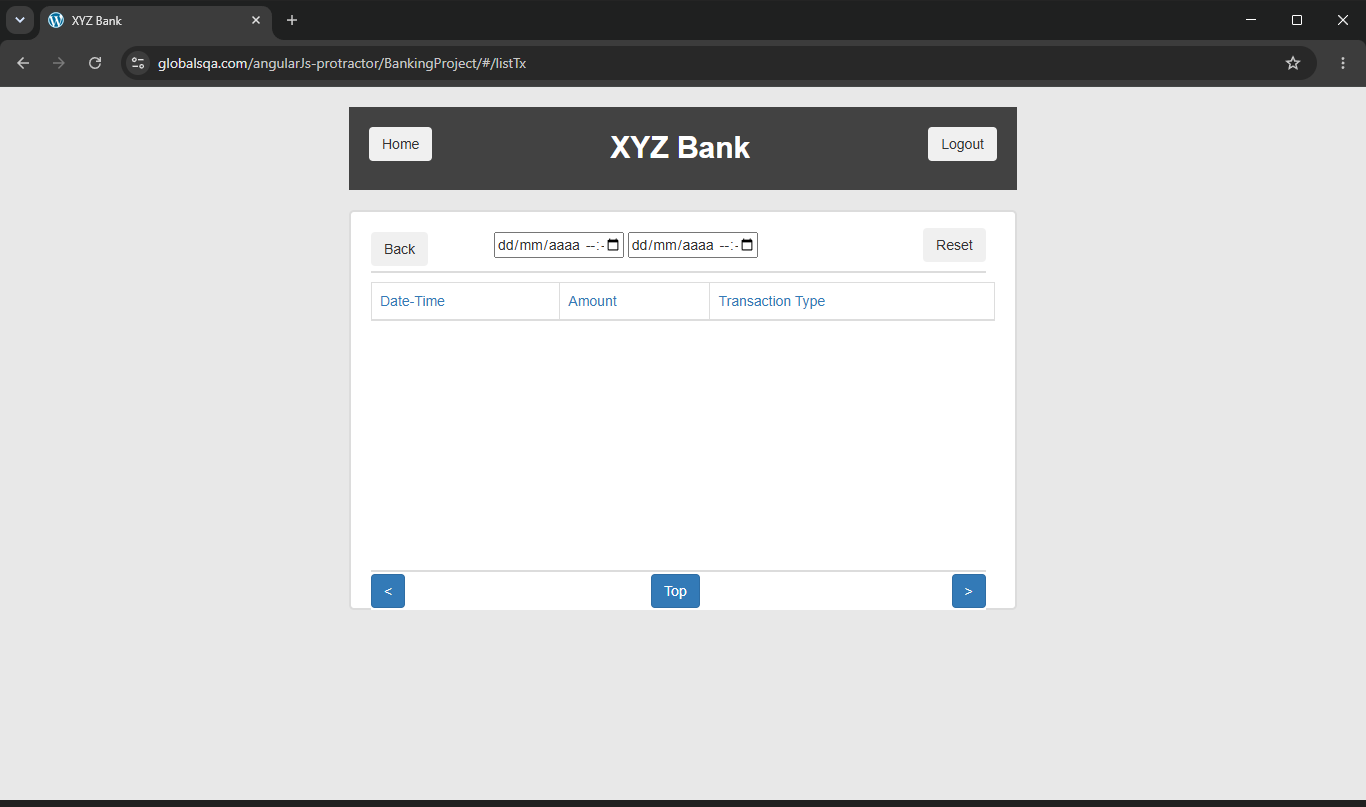 XYZ Bank
globalsqa.com/angularJs-protractor/BankingProject/#/listTx
Home
XYZ Bank
Logout
Back
dd/mm/aaaa --:-
dd/mm/aaaa --:-
Reset
Date-Time
Amount
Transaction Type
<
Top
>